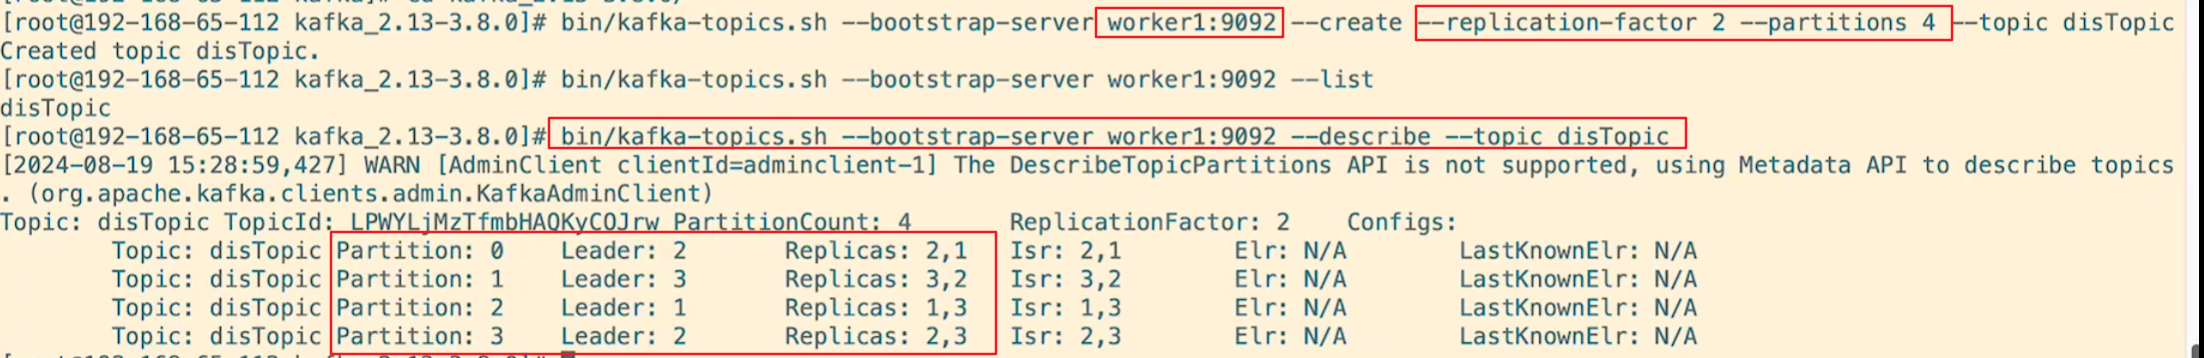 [root@192-168-65-112 kafka_2.13-3.8.0]# bin/kafka-topics.sh --bootstrap-server worker1:9092 --create --replication-factor 2 --partitions 4 --topic disTopic
Created topic disTopic.
[root@192-168-65-112 kafka_2.13-3.8.0]# bin/kafka-topics.sh --bootstrap-server worker1:9092 --list
disTopic
[root@192-168-65-112 kafka_2.13-3.8.0]# bin/kafka-topics.sh --bootstrap-server worker1:9092 --describe --topic disTopic
[2024-08-19 15:28:59,427] WARN [AdminClient clientId=adminclient-1] The DescribeTopicPartitions API is not supported, using Metadata API to describe topics
. (org.apache.kafka.clients.admin.KafkaAdminClient)
Topic: disTopic TopicId: LPWYLjMzTfmbHAQKyCOJrw PartitionCount: 4 ReplicationFactor: 2 Configs:
Topic: disTopic Partition: 0 Leader: 2 Replicas: 2,1 Isr: 2,1 Elr: N/A LastKnownElr: N/A
Topic: disTopic Partition: 1 Leader: 3 Replicas: 3,2 Isr: 3,2 Elr: N/A LastKnownElr: N/A
Topic: disTopic Partition: 2 Leader: 1 Replicas: 1,3 Isr: 1,3 Elr: N/A LastKnownElr: N/A
Topic: disTopic Partition: 3 Leader: 2 Replicas: 2,3 Isr: 2,3 Elr: N/A LastKnownElr: N/A